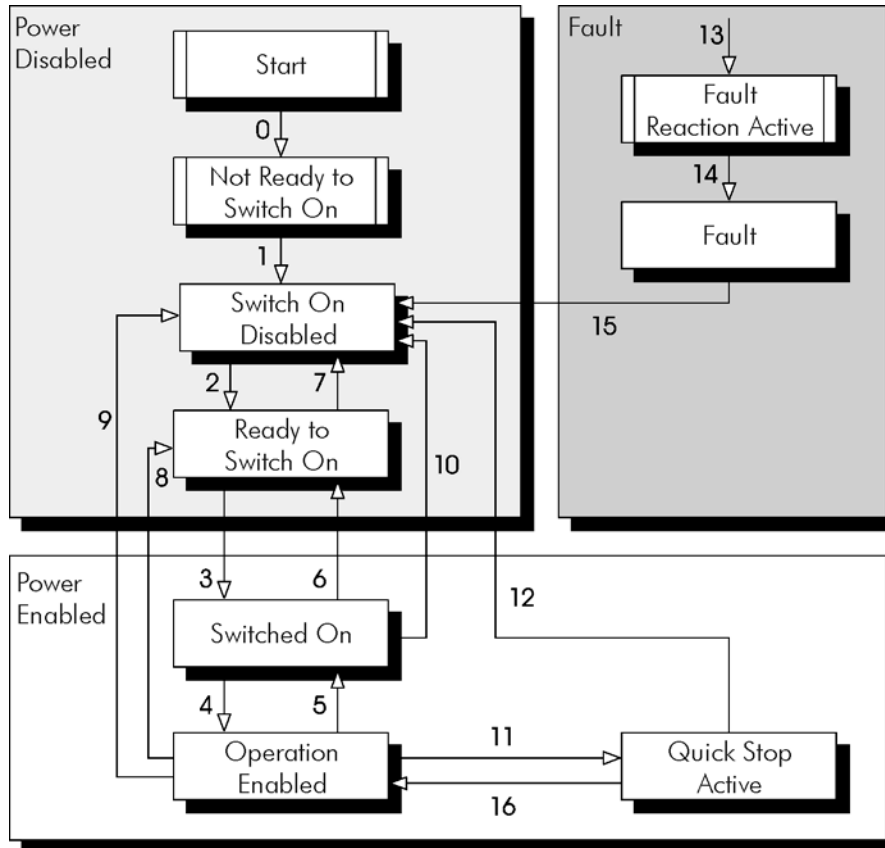 Power
Disabled
Start
0
Not Ready to
Switch On
1
Switch On
Disabled
2
7
9
Ready to
Switch On
8
10
Fault
13
Fault
Reaction Active
14
Fault
15
Power
Enabled
3
6
12
Switched On
4
5
Operation
Enabled
11
16
Quick Stop
Active